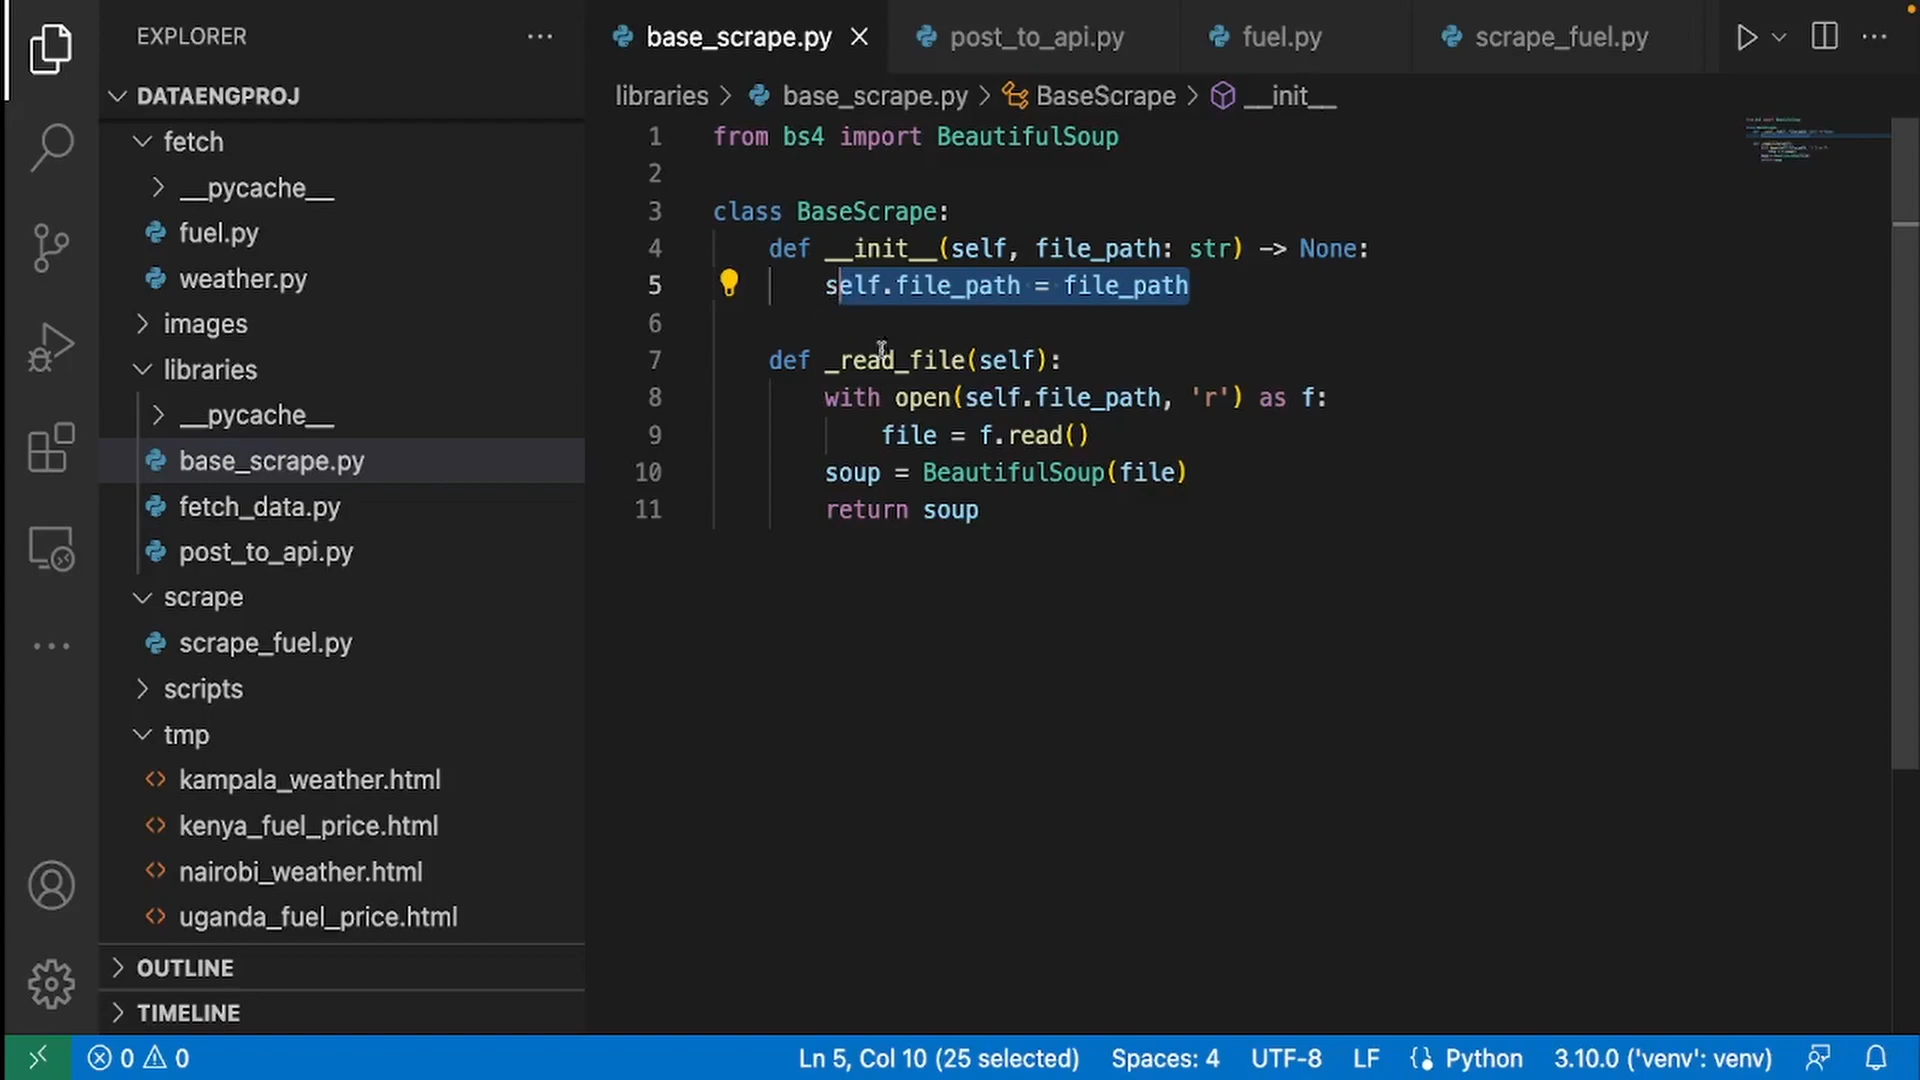 EXPLORER
DATAENGPROJ
fetch
__pycache__
fuel.py
weather.py
images
libraries
__pycache__
base_scrape.py
fetch_data.py
post_to_api.py
scrape
scrape_fuel.py
scripts
tmp
kampala_weather.html
kenya_fuel_price.html
nairobi_weather.html
uganda_fuel_price.html
OUTLINE
TIMELINE
base_scrape.py post_to_api.py fuel.py scrape_fuel.py
libraries > base_scrape.py > BaseScrape > __init__
1 from bs4 import BeautifulSoup
2
3 class BaseScrape:
4 def __init__(self, file_path: str) -> None:
5 self.file_path = file_path
6
7 def _read_file(self):
8 with open(self.file_path, 'r') as f:
9 file = f.read()
10 soup = BeautifulSoup(file)
11 return soup
0 0 Ln 5, Col 10 (25 selected) Spaces: 4 UTF-8 LF Python 3.10.0 ('venv': venv)